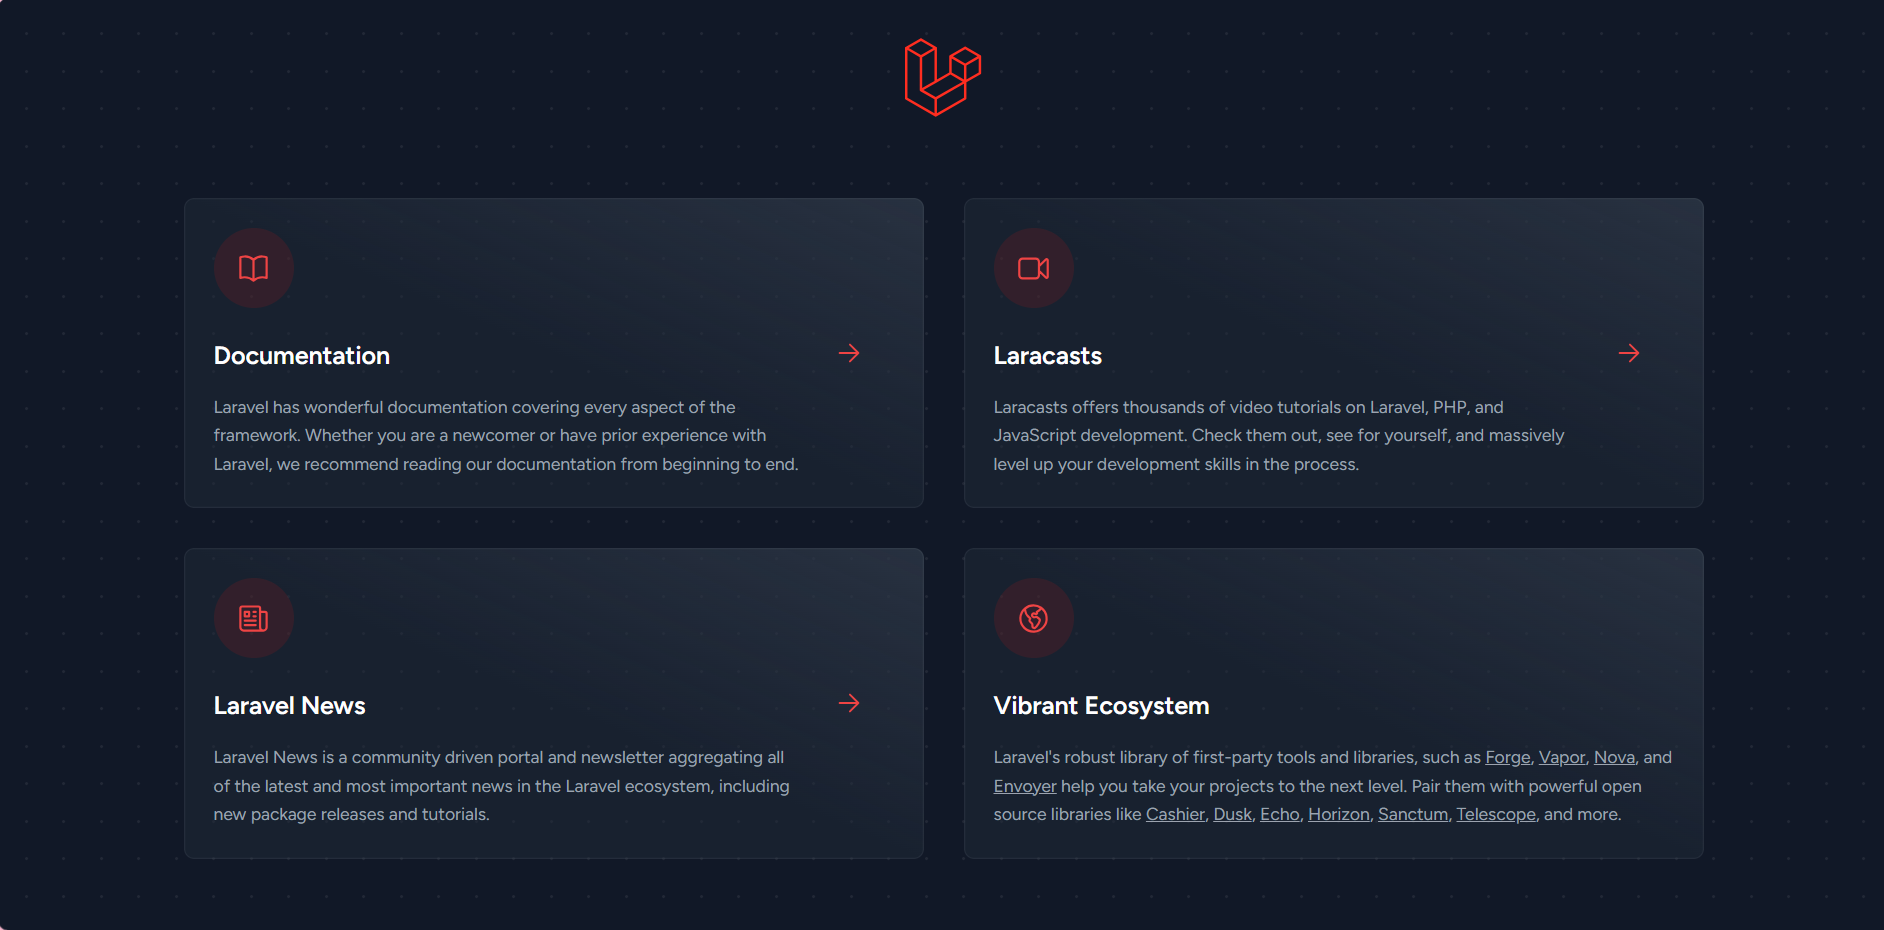 Documentation
Laravel has wonderful documentation covering every aspect of the
framework. Whether you are a newcomer or have prior experience with
Laravel, we recommend reading our documentation from beginning to end.
Laracasts
Laracasts offers thousands of video tutorials on Laravel, PHP, and
JavaScript development. Check them out, see for yourself, and massively
level up your development skills in the process.
Laravel News
Laravel News is a community driven portal and newsletter aggregating all
of the latest and most important news in the Laravel ecosystem, including
new package releases and tutorials.
Vibrant Ecosystem
Laravel's robust library of first-party tools and libraries, such as Forge, Vapor, Nova, and
Envoyer help you take your projects to the next level. Pair them with powerful open
source libraries like Cashier, Dusk, Echo, Horizon, Sanctum, Telescope, and more.